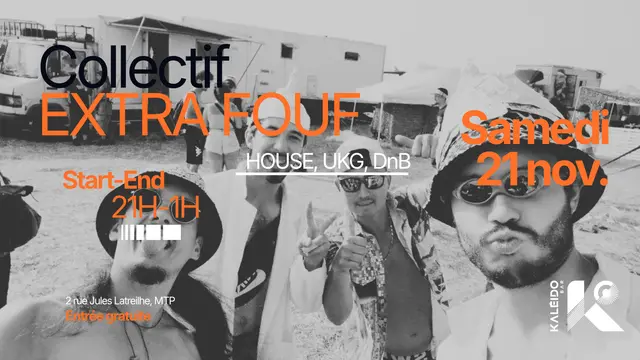 Collectif
EXTRA FOUF
HOUSE, UKG, DnB
Samedi
21 nov.
Start-End
21H-1H
2 rue Jules Latreilhe, MTP
Entrée gratuite
KALEIDO
BAR